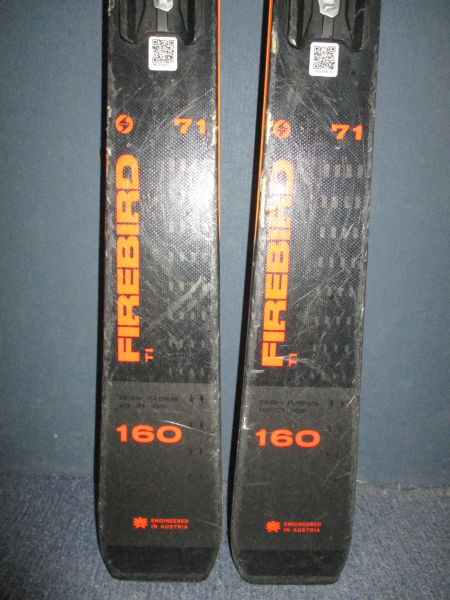 71
FIREBIRD
TI
160
ENGINEERED
IN AUSTRIA
71
FIREBIRD
TI
160
ENGINEERED
IN AUSTRIA